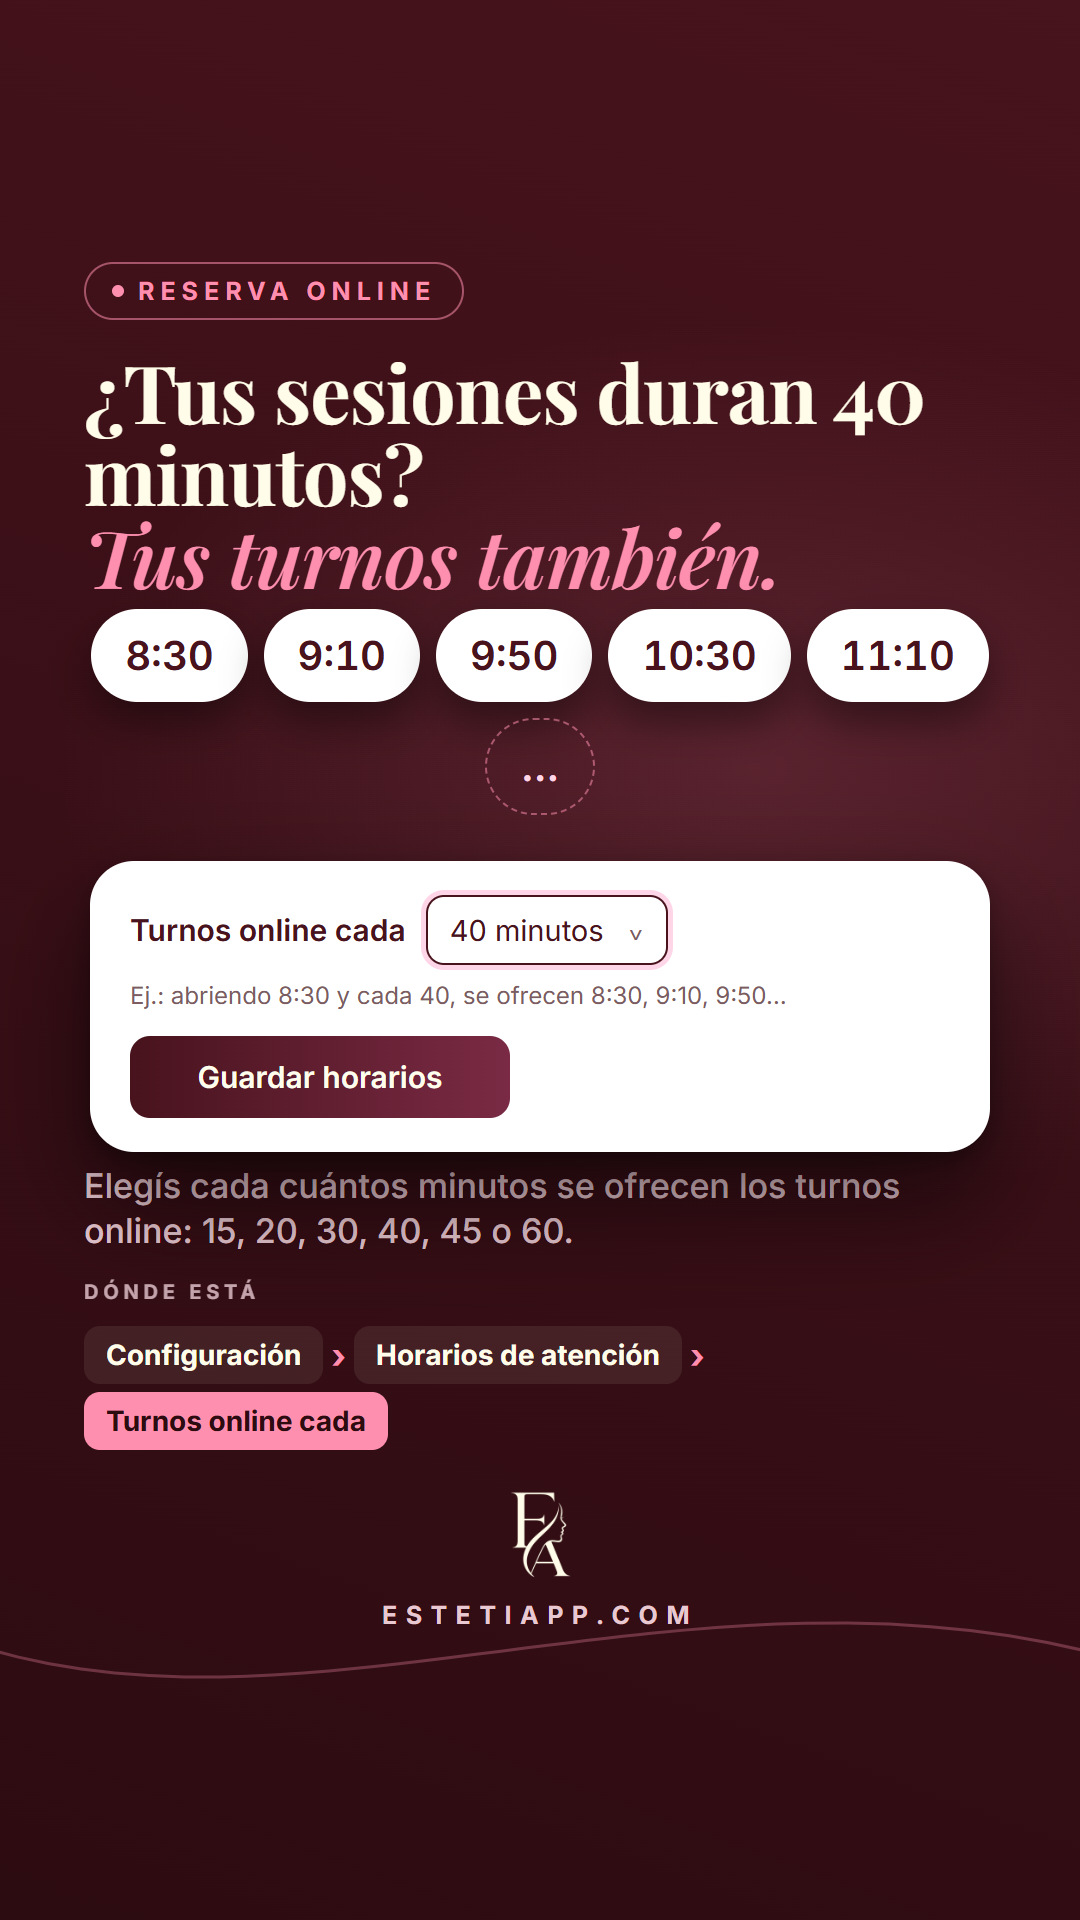 RESERVA ONLINE
¿Tus sesiones duran 40
minutos?
Tus turnos también.
8:30 9:10 9:50 10:30 11:10
...
Turnos online cada 40 minutos
Ej.: abriendo 8:30 y cada 40, se ofrecen 8:30, 9:10, 9:50...
Guardar horarios
Elegís cada cuántos minutos se ofrecen los turnos
online: 15, 20, 30, 40, 45 o 60.
DÓNDE ESTÁ
Configuración › Horarios de atención ›
Turnos online cada
EA
ESTETIAPP.COM